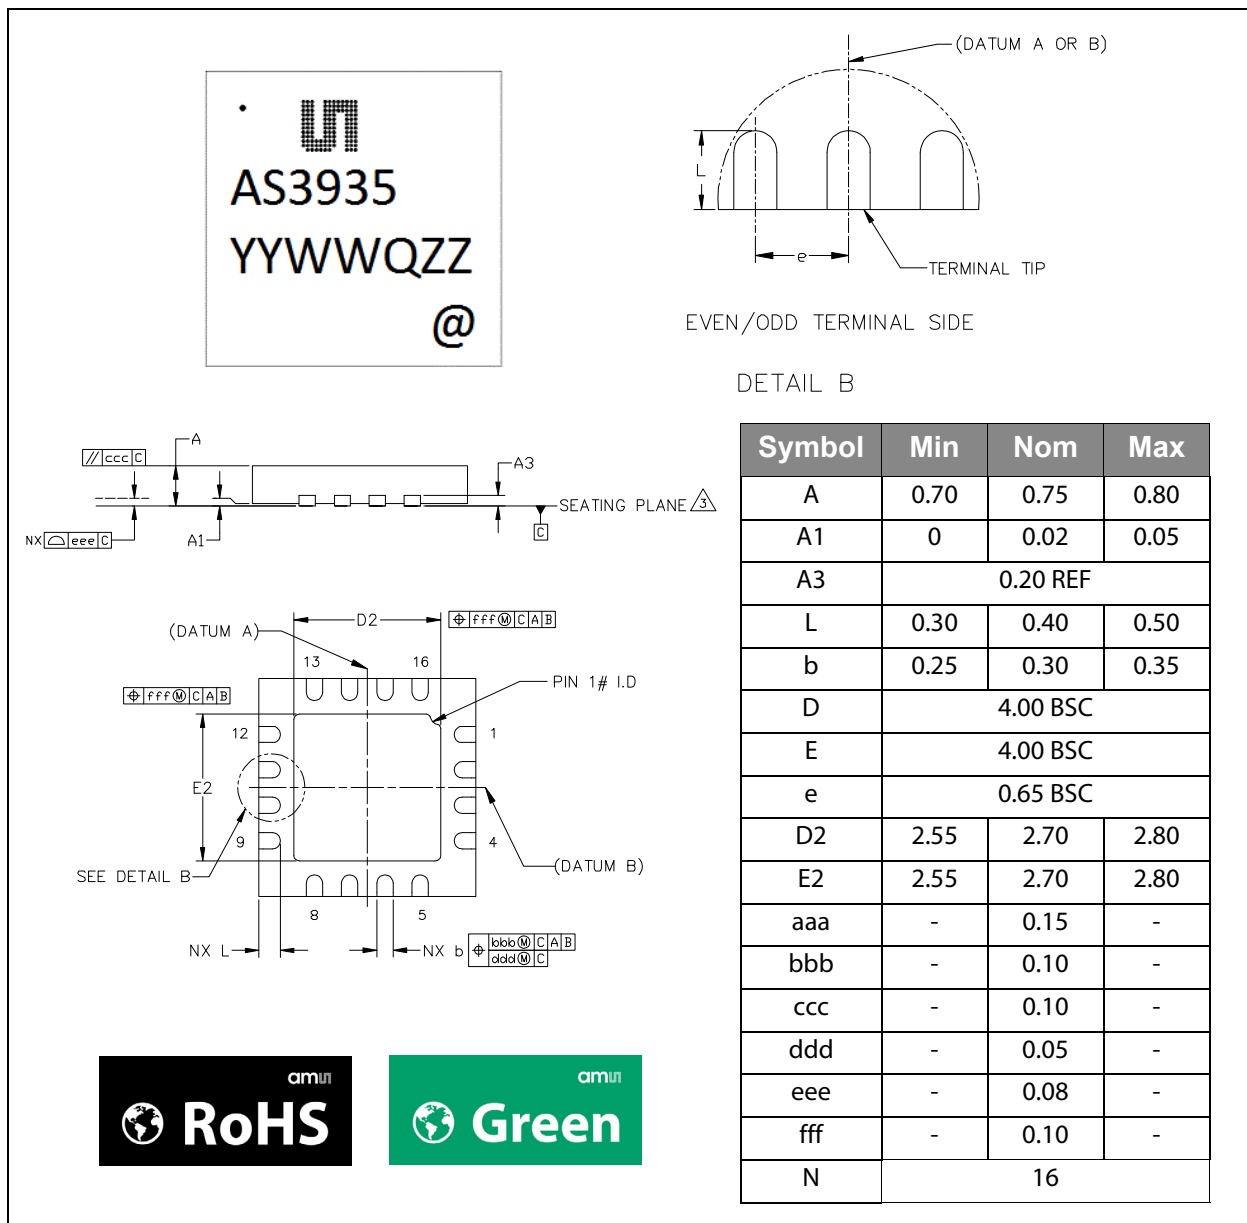 AS3935
YYWWQZZ
@
(DATUM A OR B)
L
e
TERMINAL TIP
EVEN/ODD TERMINAL SIDE
DETAIL B
// ccc C
A
A3
SEATING PLANE 3
C
NX eee C
A1
D2
fff M C A B
(DATUM A)
13 16
PIN 1# I.D
fff M C A B
12 1
E2
9 4
SEE DETAIL B
(DATUM B)
8 5
NX L
NX b
bbb M C A B
ddd M C
amu
RoHS
amu
Green
Symbol Min Nom Max
A 0.70 0.75 0.80
A1 0 0.02 0.05
A3 0.20 REF
L 0.30 0.40 0.50
b 0.25 0.30 0.35
D 4.00 BSC
E 4.00 BSC
e 0.65 BSC
D2 2.55 2.70 2.80
E2 2.55 2.70 2.80
aaa - 0.15 -
bbb - 0.10 -
ccc - 0.10 -
ddd - 0.05 -
eee - 0.08 -
fff - 0.10 -
N 16